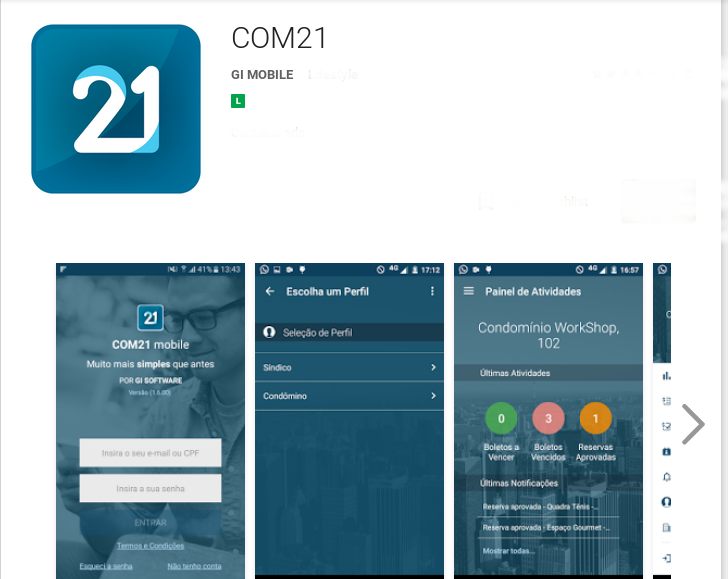 21
COM21
GI MOBILE
L
41% 13:43
21
COM21 mobile
Muito mais simples que antes
POR GI SOFTWARE
Versão (1.6.00)
Insira o seu e-mail ou CPF
Insira a sua senha
ENTRAR
Termos e Condições
Esqueci a senha
Não tenho conta
4G 17:12
Escolha um Perfil
Seleção de Perfil
Síndico
Condômino
4G 16:57
Painel de Atividades
Condomínio WorkShop,
102
Últimas Atividades
0 3 1
Boletos a Boletos Reservas
Vencer Vencidos Aprovadas
Últimas Notificações
Reserva aprovada - Quadra Tênis -...
Reserva aprovada - Espaço Gourmet -...
Mostrar todas...